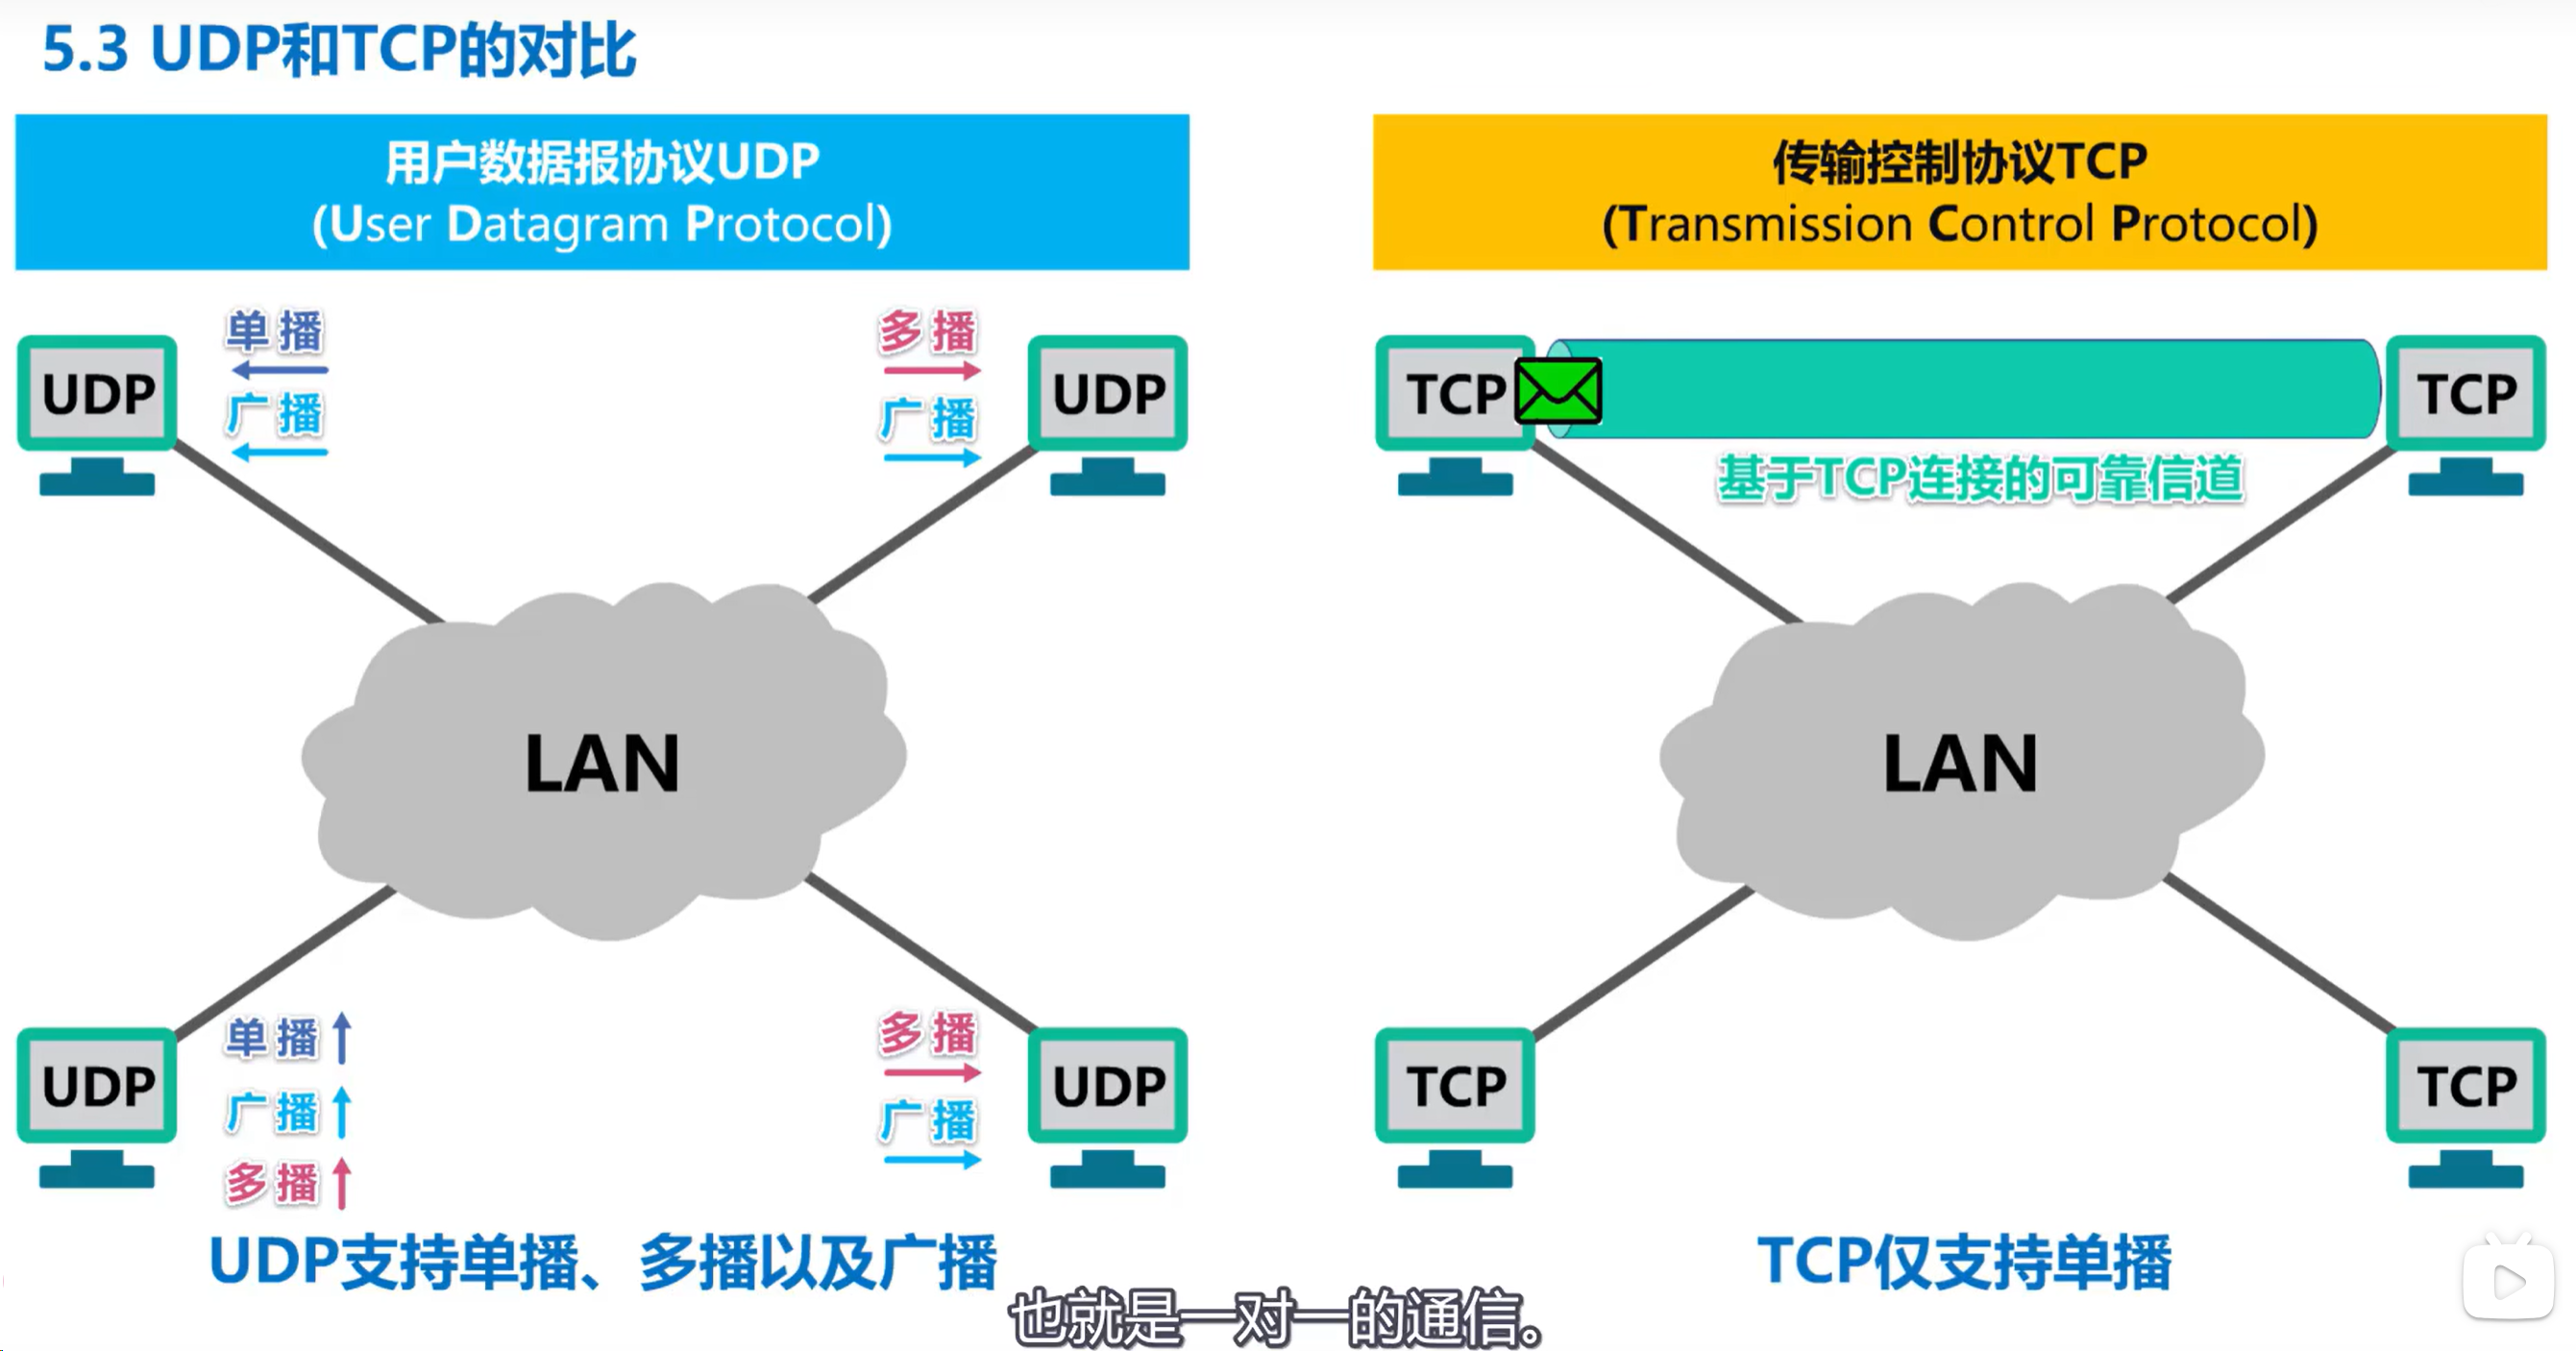 5.3 UDP和TCP的对比
用户数据报协议UDP
(User Datagram Protocol)
单播
广播
多播
广播
UDP
UDP
LAN
UDP
单播
广播
多播
多播
广播
UDP
UDP支持单播、多播以及广播
传输控制协议TCP
(Transmission Control Protocol)
TCP
TCP
基于TCP连接的可靠信道
LAN
TCP
TCP
TCP仅支持单播
也就是一对一的通信。